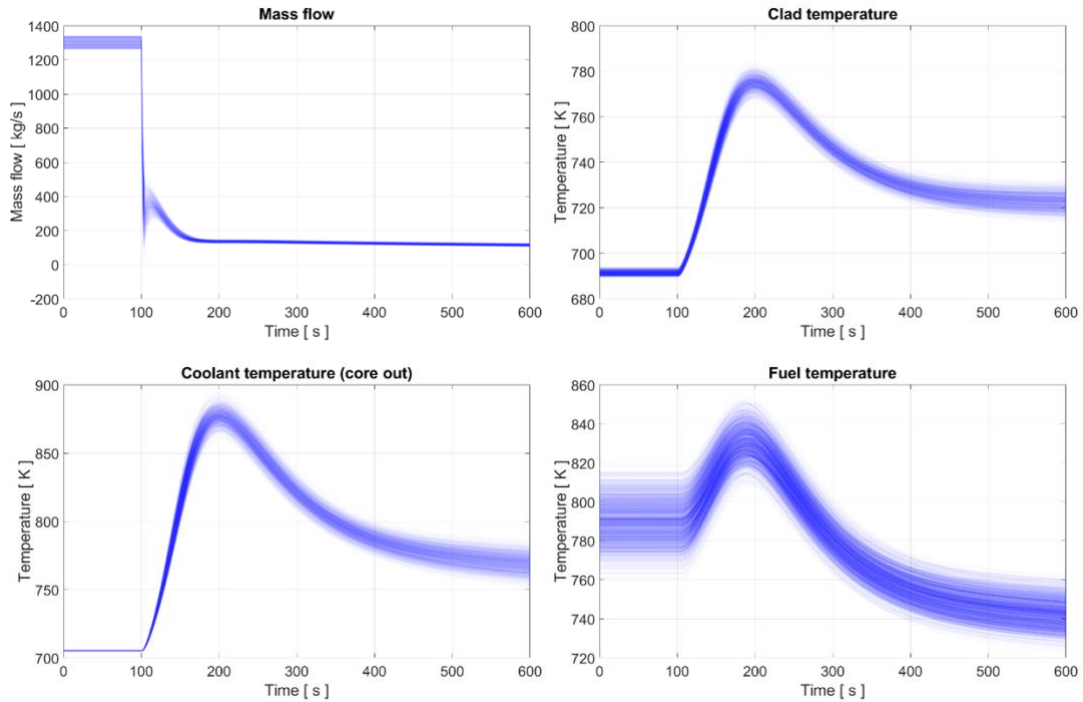 Mass flow
1400
1200
1000
800
600
400
200
0
-200
Mass flow [ kg/s ]
0 100 200 300 400 500 600
Time [ s ]
Clad temperature
800
780
760
740
720
700
680
Temperature [ K ]
0 100 200 300 400 500 600
Time [ s ]
Coolant temperature (core out)
900
850
800
750
700
Temperature [ K ]
0 100 200 300 400 500 600
Time [ s ]
Fuel temperature
860
840
820
800
780
760
740
720
Temperature [ K ]
0 100 200 300 400 500 600
Time [ s ]